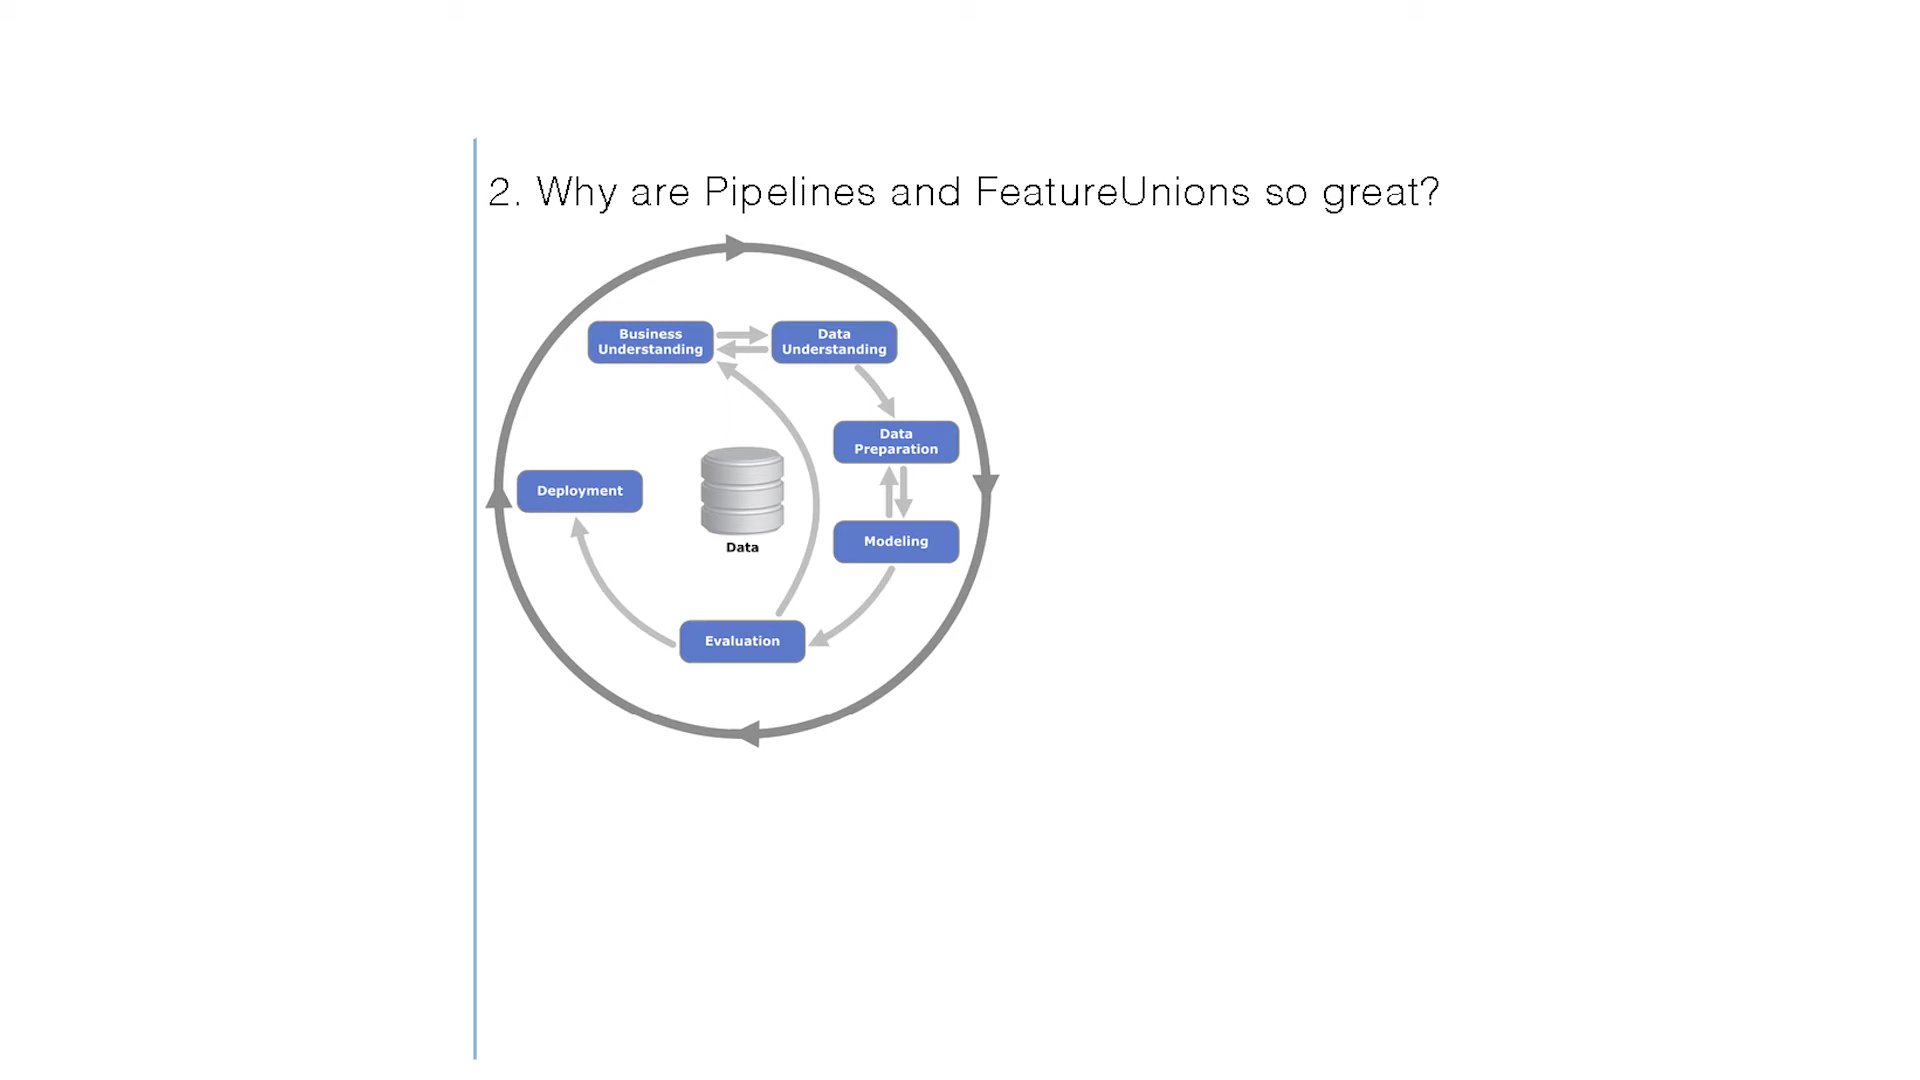 2. Why are Pipelines and FeatureUnions so great?
Business
Understanding
Data
Understanding
Data
Preparation
Deployment
Data
Modeling
Evaluation